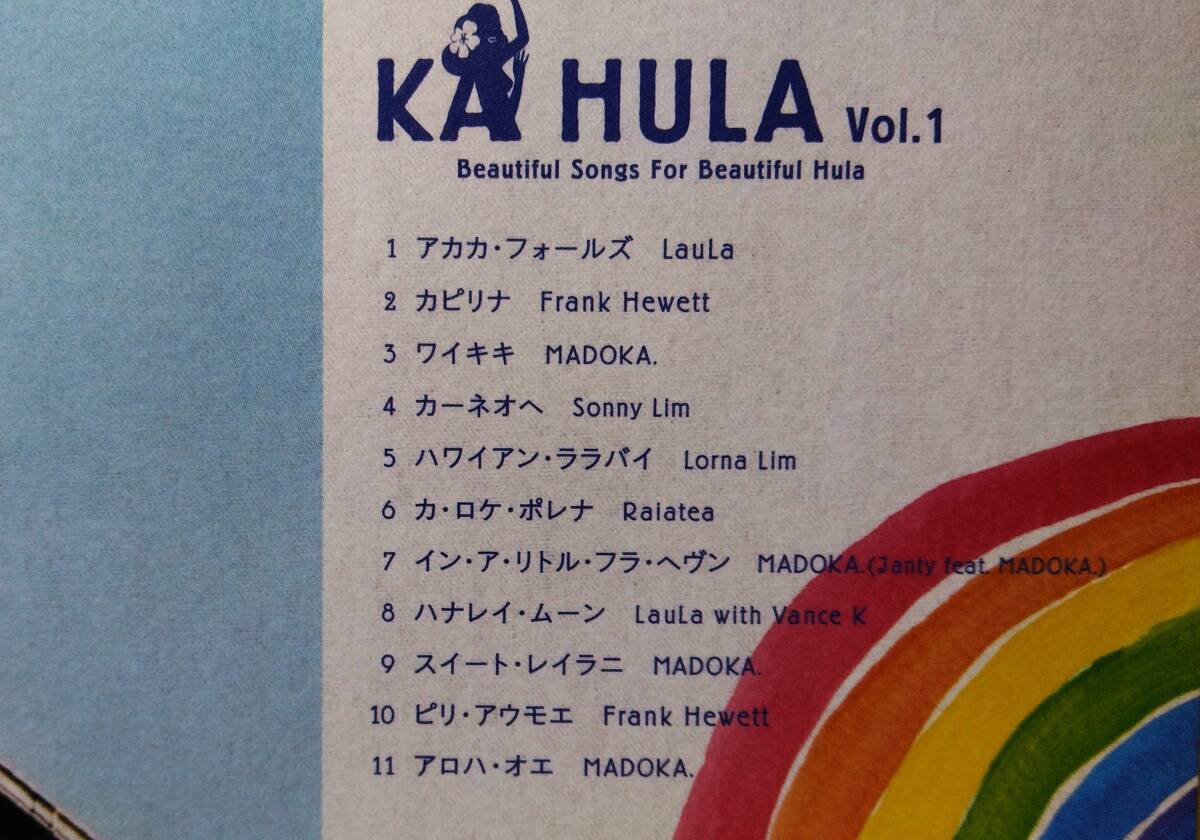 KA HULA Vol.1
Beautiful Songs For Beautiful Hula
1 アカカ・フォールズ LauLa
2 カピリナ Frank Hewett
3 ワイキキ MADOKA.
4 カーネオヘ Sonny Lim
5 ハワイアン・ララバイ Lorna Lim
6 カ・ロケ・ポレナ Raiatea
7 イン・ア・リトル・フラ・ヘヴン MADOKA.(Janty feat. MADOKA.)
8 ハナレイ・ムーン LauLa with Vance K
9 スイート・レイラニ MADOKA.
10 ピリ・アウモエ Frank Hewett
11 アロハ・オエ MADOKA.